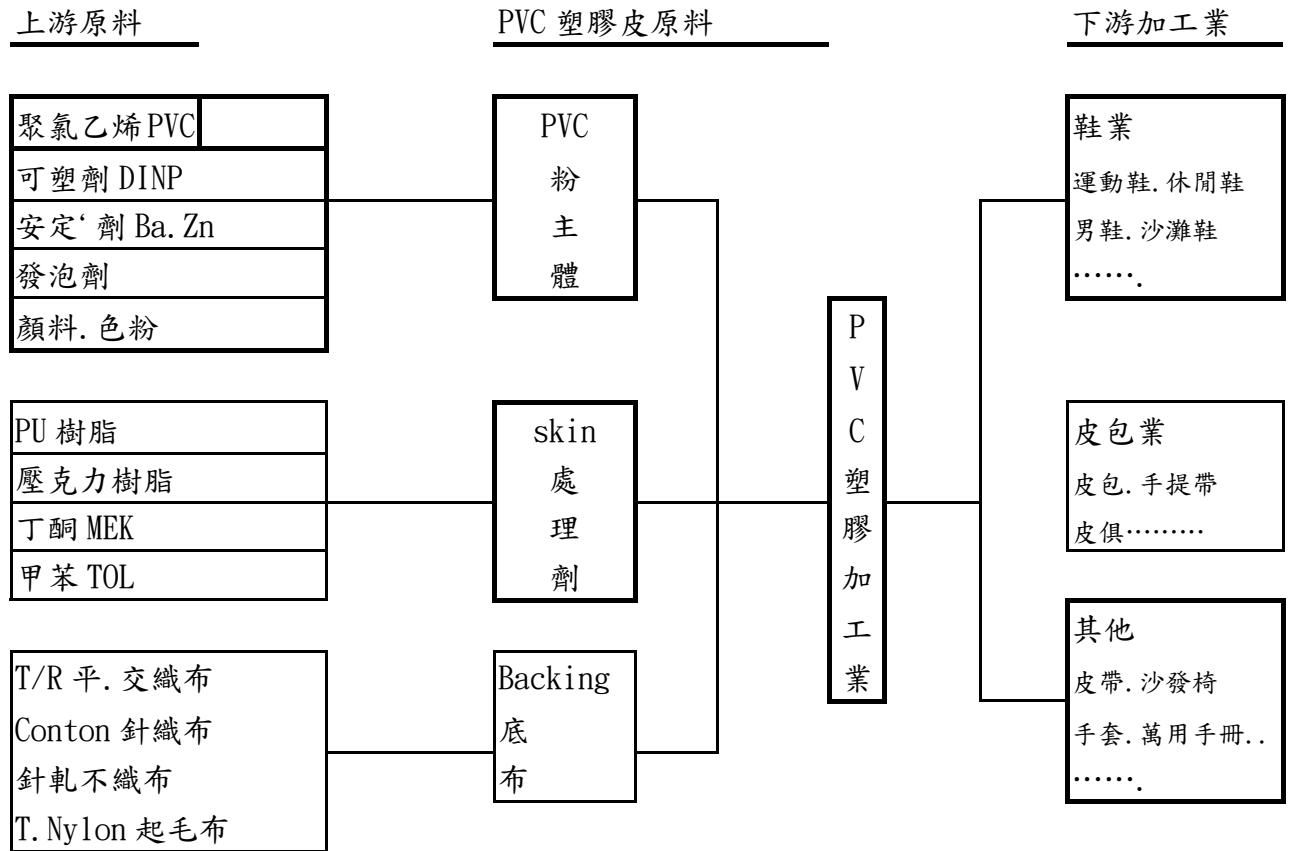 上游原料
PVC 塑膠皮原料
下游加工業
聚氯乙烯 PVC
可塑劑 DINP
安定‘劑 Ba.Zn
發泡劑
顏料.色粉
PU 樹脂
壓克力樹脂
丁酮 MEK
甲苯 TOL
T/R 平.交織布
Conton 針織布
針軋不織布
T.Nylon 起毛布
PVC
粉
主
體
skin
處
理
劑
Backing
底
布
P
V
C
塑
膠
加
工
業
鞋業
運動鞋.休閒鞋
男鞋.沙灘鞋
…….
皮包業
皮包.手提帶
皮俱………
其他
皮帶.沙發椅
手套.萬用手冊..
…….